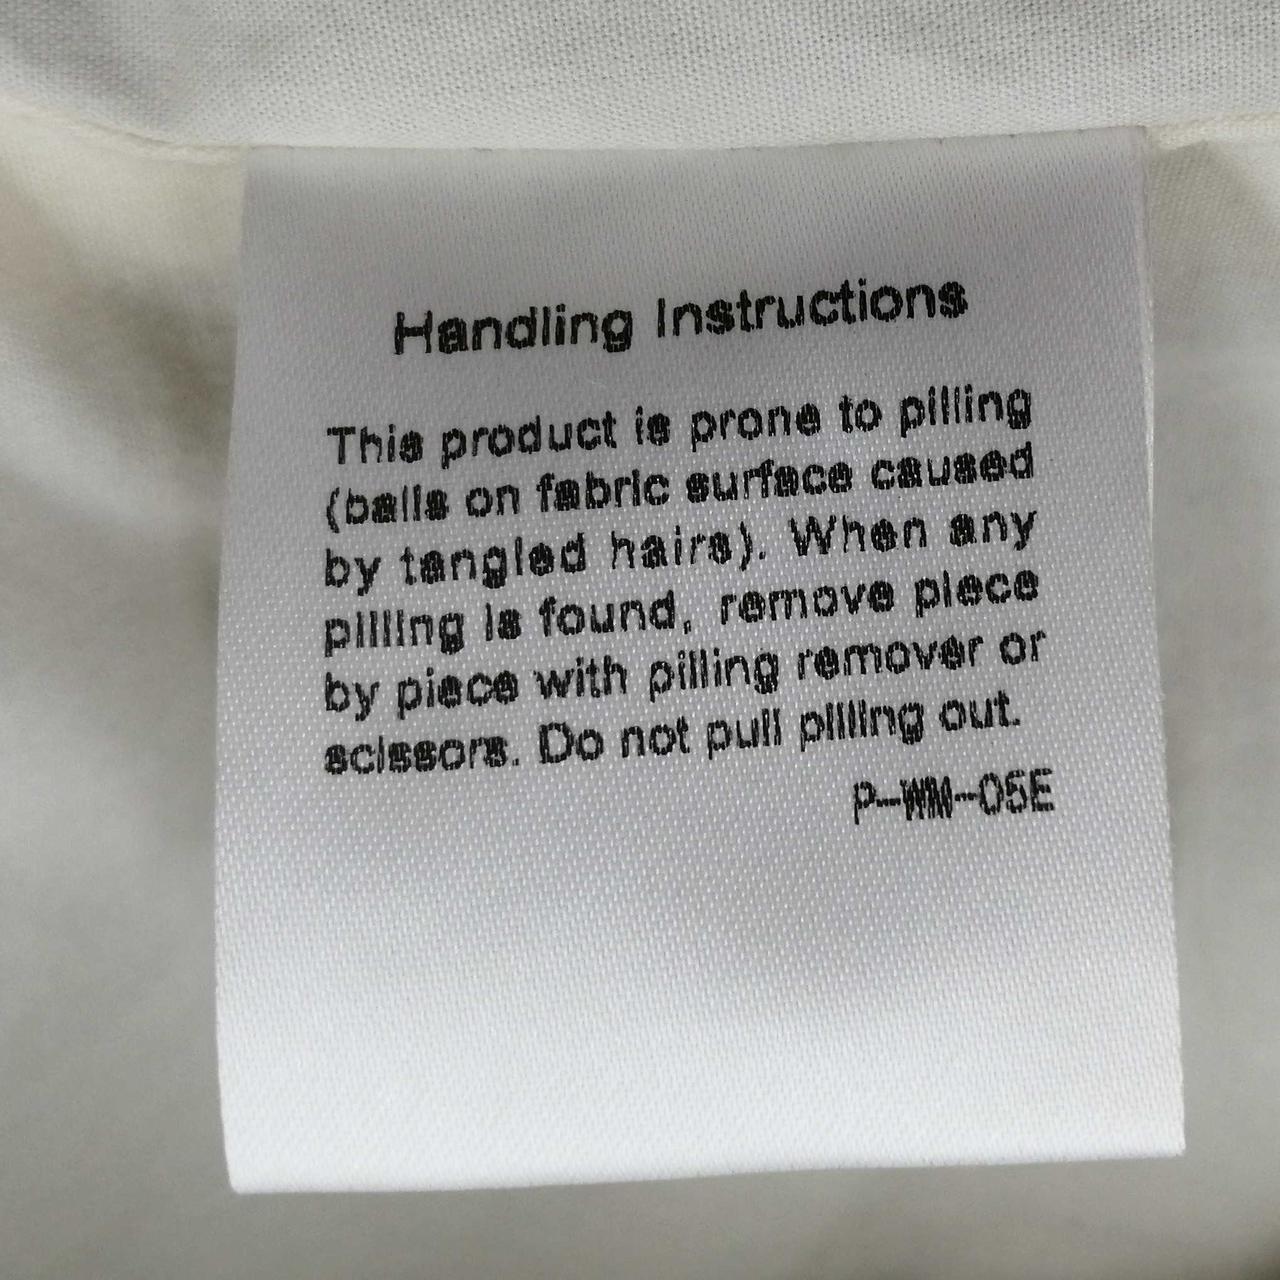 Handling Instructions
This product is prone to pilling
(balls on fabric surface caused
by tangled hairs). When any
pilling is found, remove piece
by piece with pilling remover or
scissors. Do not pull pilling out.
P-WM-05E